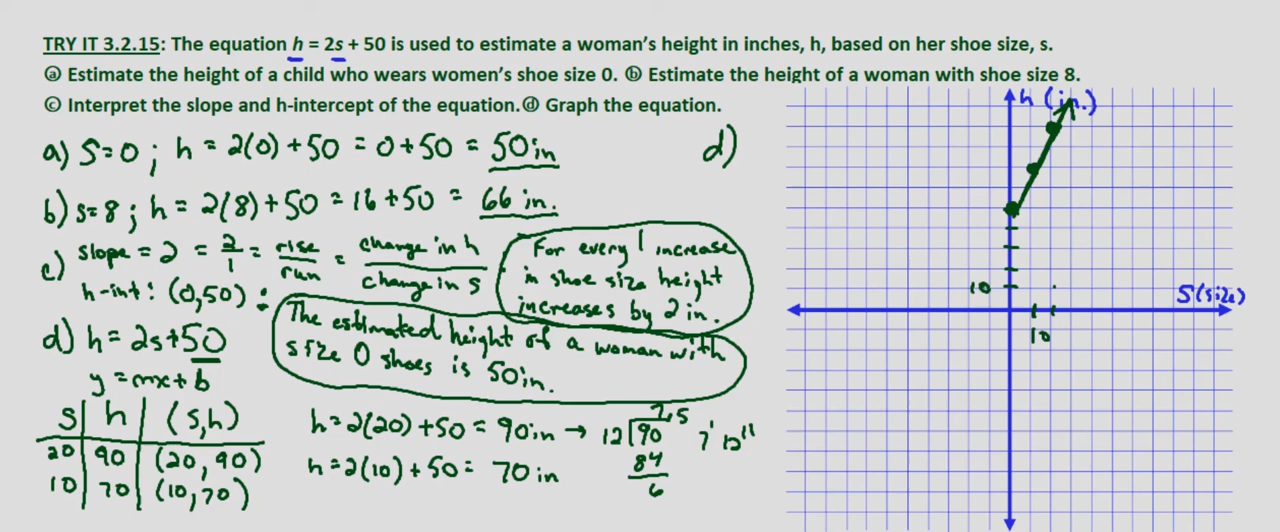 TRY IT 3.2.15: The equation h = 2s + 50 is used to estimate a woman's height in inches, h, based on her shoe size, s.
ⓐ Estimate the height of a child who wears women's shoe size 0. ⓑ Estimate the height of a woman with shoe size 8.
ⓒ Interpret the slope and h-intercept of the equation.ⓓ Graph the equation.
a) S=0 ; h = 2(0) + 50 = 0+50 = 50in
b) s=8 ; h = 2(8) + 50 = 16 + 50 = 66 in.
c) Slope = 2 = 2/1 = rise/run = change in h/change in s
For every 1 increase
in shoe size height
increases by 2 in.
h-int: (0,50) :
The estimated height of a woman with
size 0 shoes is 50in.
d) h = 2s+50
y = mx + b
S | h | (s,h)
20 | 90 | (20, 90)
10 | 70 | (10, 70)
h = 2(20) + 50 = 90in →
7.5
12 90
84
6
h = 2(10) + 50 = 70 in
d)
h (in.)
10
S(size)
10